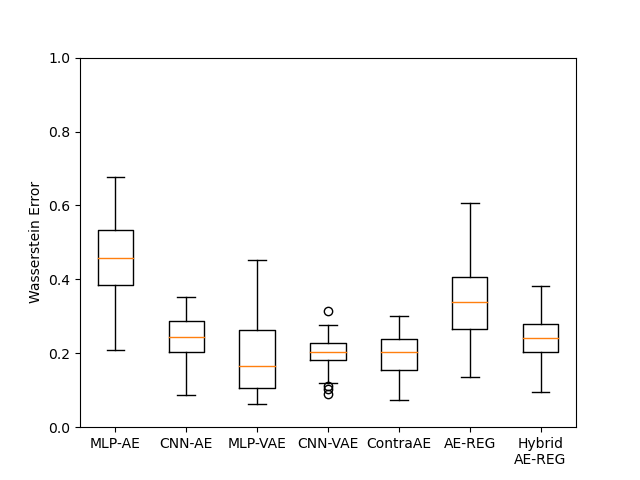 1.0
0.8
0.6
0.4
0.2
0.0
Wasserstein Error
MLP-AE
CNN-AE
MLP-VAE
CNN-VAE
ContraAE
AE-REG
Hybrid
AE-REG